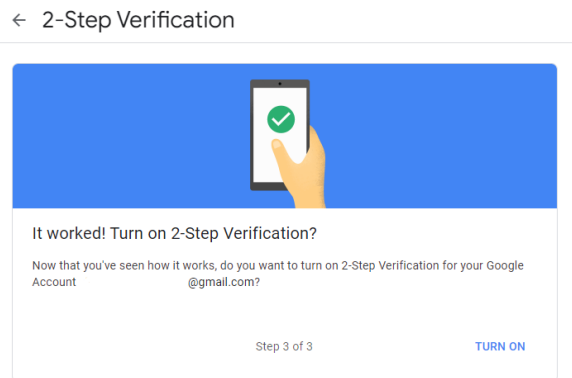 2-Step Verification
It worked! Turn on 2-Step Verification?
Now that you've seen how it works, do you want to turn on 2-Step Verification for your Google
Account @gmail.com?
Step 3 of 3
TURN ON